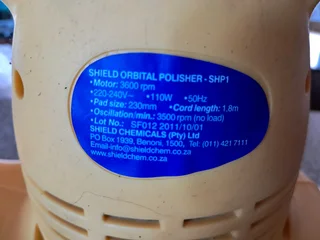 SHIELD ORBITAL POLISHER - SHP1
•Motor: 3600 rpm
•220-240V~ •110W •50Hz
•Pad size: 230mm •Cord length: 1.8m
•Oscillation/min.: 3500 rpm (no load)
•Lot No.: SF012 2011/10/01
SHIELD CHEMICALS (Pty) Ltd
PO Box 1939, Benoni, 1500, Tel: (011) 421 7111
Email-info@shieldchem.co.za
www.shieldchem.co.za